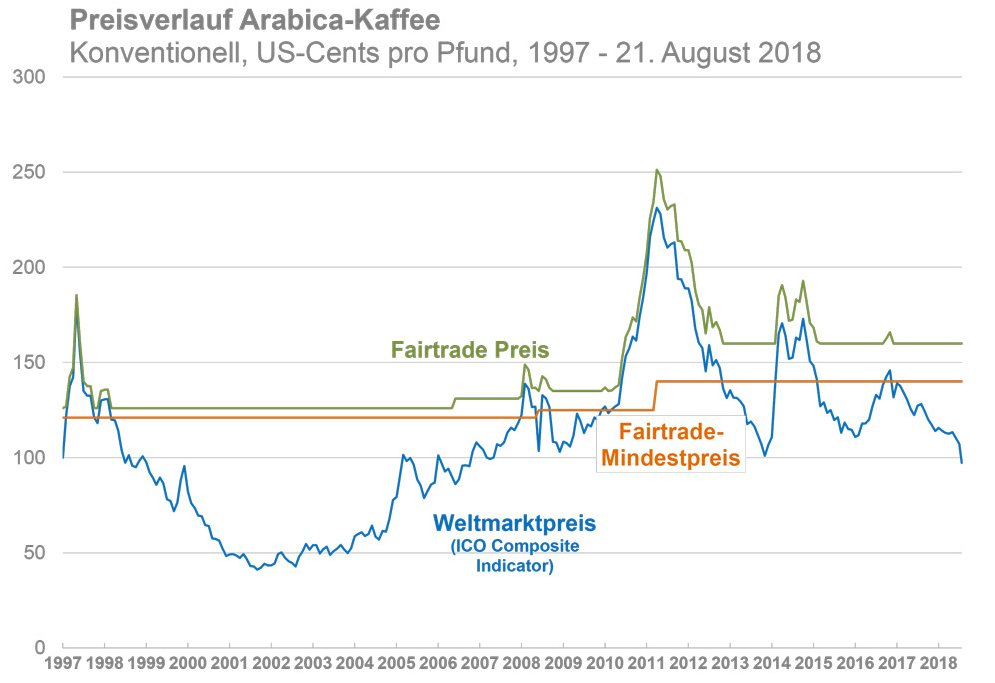 Preisverlauf Arabica-Kaffee
Konventionell, US-Cents pro Pfund, 1997 - 21. August 2018
300
250
200
150
100
50
0
Fairtrade Preis
Fairtrade-
Mindestpreis
Weltmarktpreis
(ICO Composite
Indicator)
1997 1998 1999 2000 2001 2002 2003 2004 2005 2006 2007 2008 2009 2010 2011 2012 2013 2014 2015 2016 2017 2018